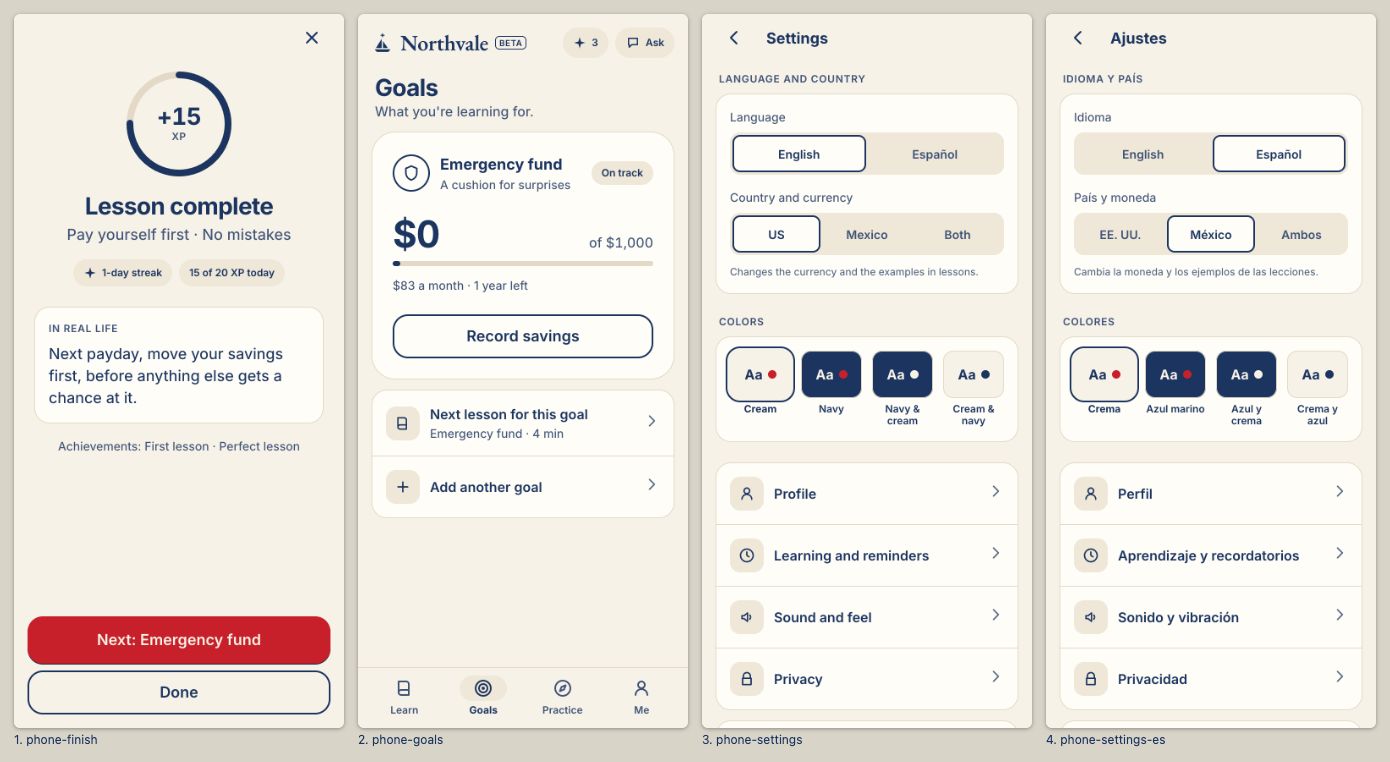 +15
XP
Lesson complete
Pay yourself first · No mistakes
1-day streak
15 of 20 XP today
IN REAL LIFE
Next payday, move your savings
first, before anything else gets a
chance at it.
Achievements: First lesson · Perfect lesson
Next: Emergency fund
Done
1. phone-finish
Northvale BETA
3
Ask
Goals
What you're learning for.
Emergency fund
A cushion for surprises
On track
$0
of $1,000
$83 a month · 1 year left
Record savings
Next lesson for this goal
Emergency fund · 4 min
Add another goal
Learn
Goals
Practice
Me
2. phone-goals
Settings
LANGUAGE AND COUNTRY
Language
English
Español
Country and currency
US
Mexico
Both
Changes the currency and the examples in lessons.
COLORS
Aa
Aa
Aa
Aa
Cream
Navy
Navy &
cream
Cream &
navy
Profile
Learning and reminders
Sound and feel
Privacy
3. phone-settings
Ajustes
IDIOMA Y PAÍS
Idioma
English
Español
País y moneda
EE. UU.
México
Ambos
Cambia la moneda y los ejemplos de las lecciones.
COLORES
Aa
Aa
Aa
Aa
Crema
Azul marino
Azul y
crema
Crema y
azul
Perfil
Aprendizaje y recordatorios
Sonido y vibración
Privacidad
4. phone-settings-es